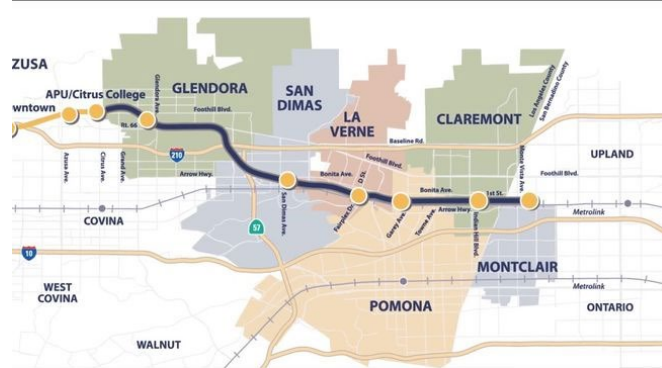 ZUSA
APU/Citrus College
owntown
GLENDORA
Glendora Ave.
Foothill Blvd.
Rt. 66
SAN
DIMAS
LA
VERNE
CLAREMONT
Los Angeles County
San Bernardino County
Baseline Rd.
210
Azusa Ave.
Citrus Ave.
Grand Ave.
Arrow Hwy.
Foothill Blvd.
Bonita Ave.
D St.
Bonita Ave.
1st St.
Monte Vista Ave.
UPLAND
Foothill Blvd.
San Dimas Ave.
Fairplex Dr.
Garey Ave.
Towne Ave.
Arrow Hwy.
Indian Hill Blvd.
Metrolink
COVINA
57
10
MONTCLAIR
WEST
COVINA
Metrolink
POMONA
ONTARIO
WALNUT